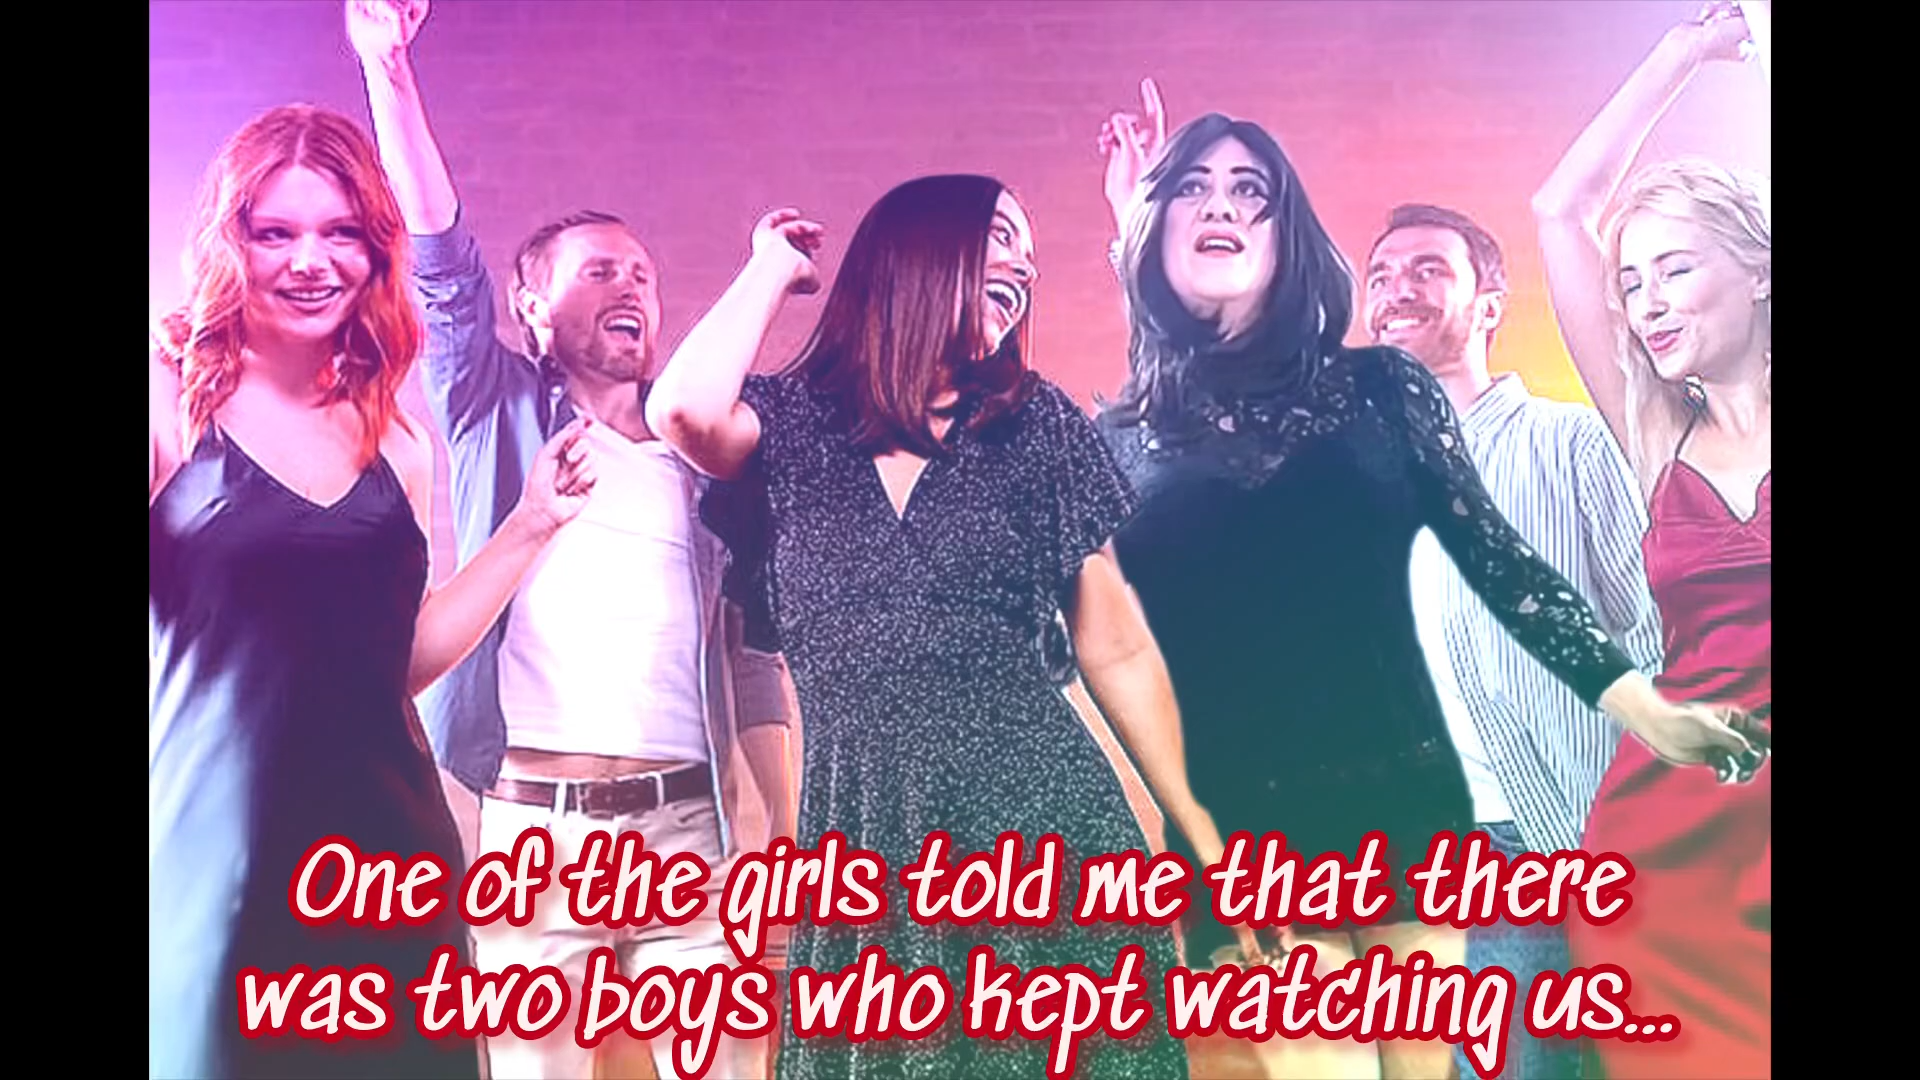 One of the girls told me that there
was two boys who kept watching us...